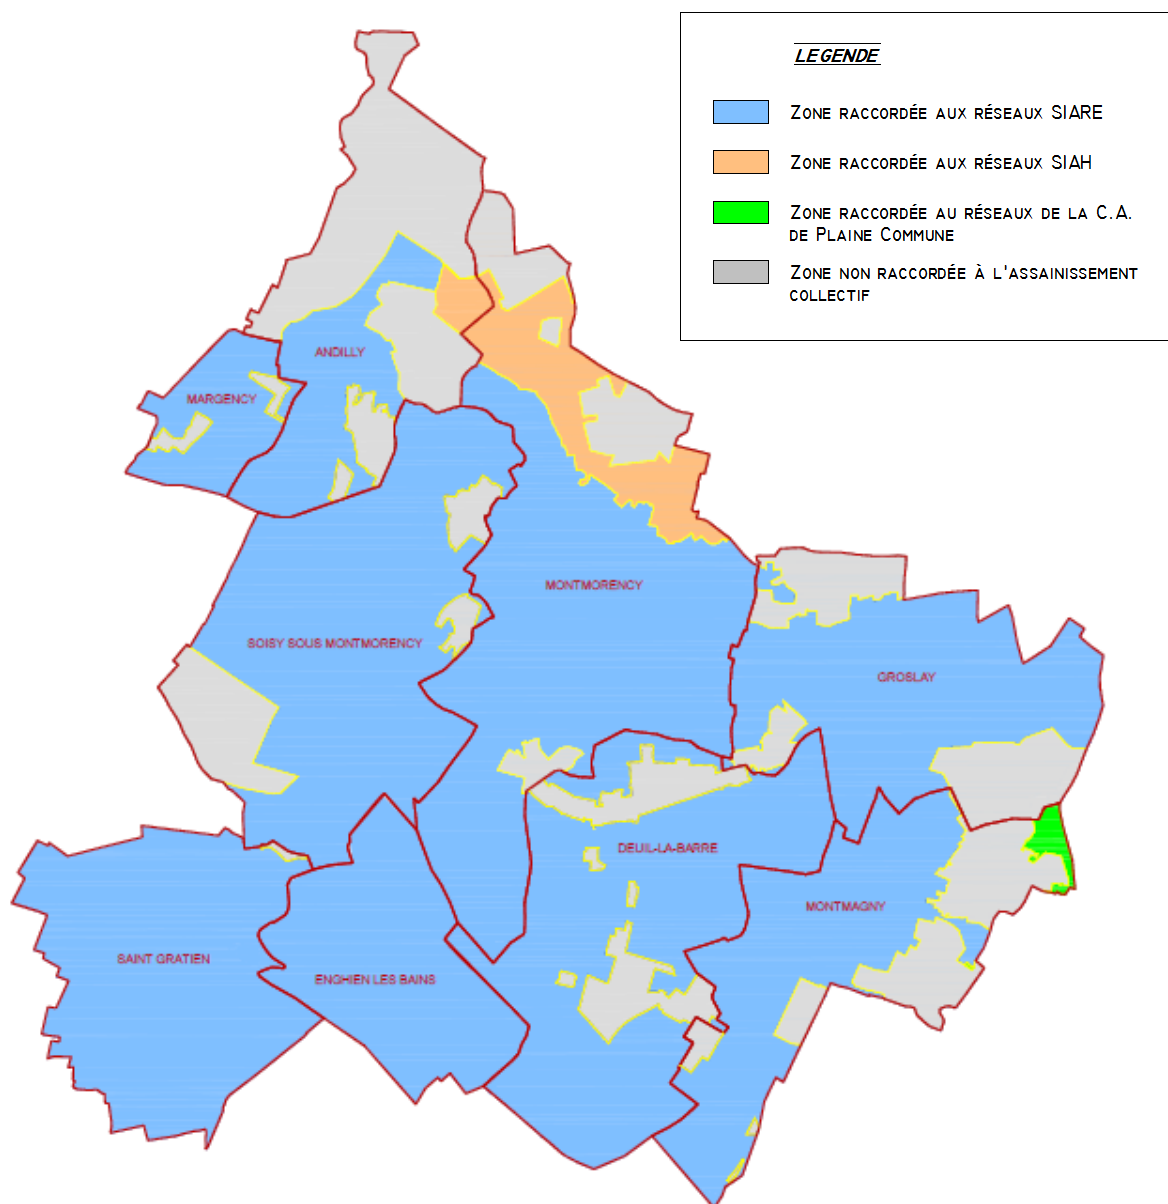 LEGENDE
ZONE RACCORDÉE AUX RÉSEAUX SIARE
ZONE RACCORDÉE AUX RÉSEAUX SIAH
ZONE RACCORDÉE AU RÉSEAUX DE LA C.A.
DE PLAINE COMMUNE
ZONE NON RACCORDÉE À L'ASSAINISSEMENT
COLLECTIF
ANDILLY
MARGENCY
MONTMORENCY
SOISY SOUS MONTMORENCY
GROSLAY
DEUIL-LA-BARRE
MONTMAGNY
SAINT GRATIEN
ENGHIEN LES BAINS